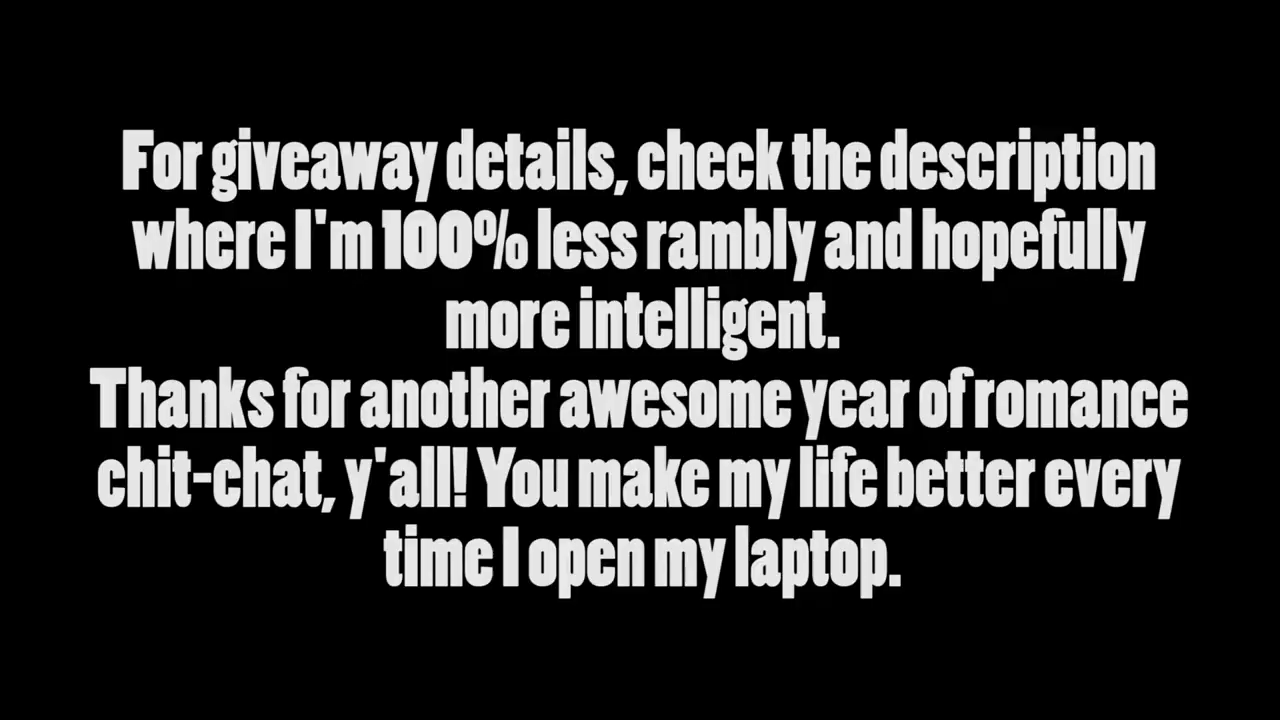 For giveaway details, check the description
where I'm 100% less rambly and hopefully
more intelligent.
Thanks for another awesome year of romance
chit-chat, y'all! You make my life better every
time I open my laptop.